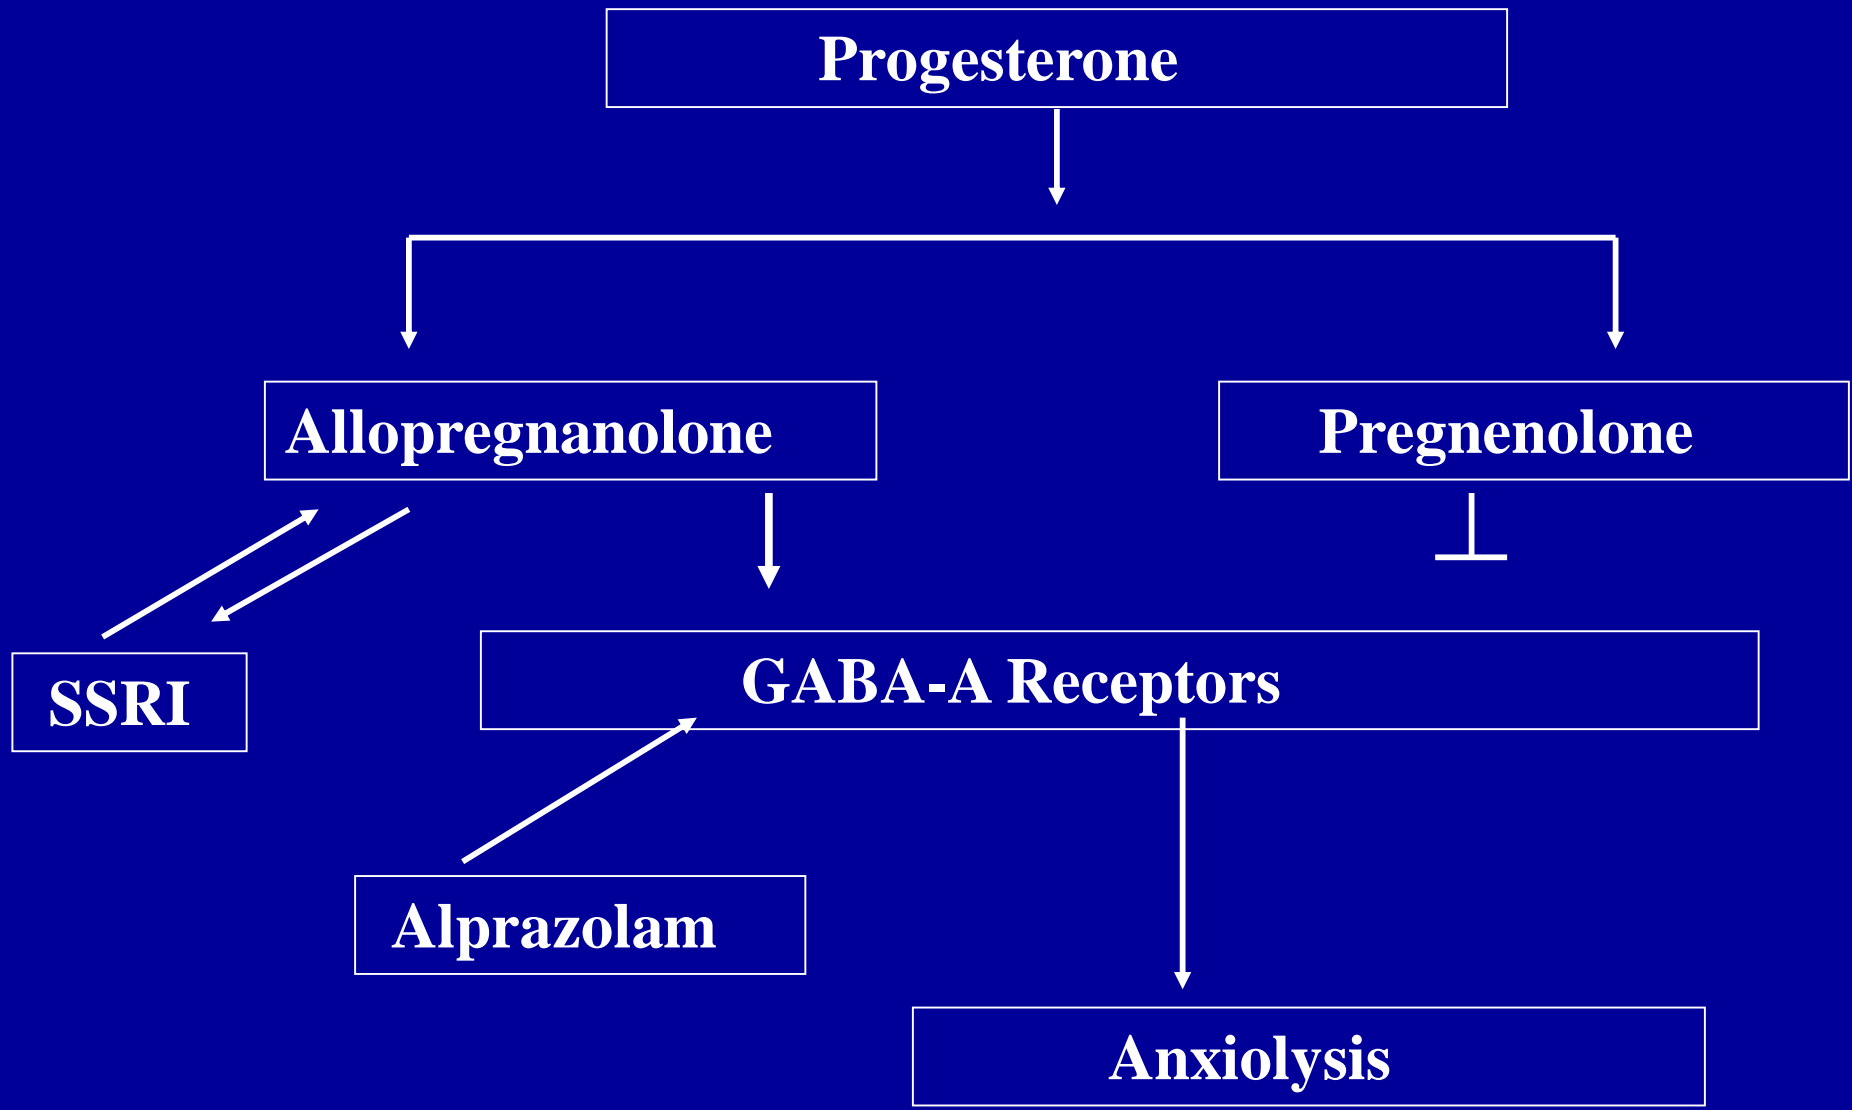 Progesterone
Allopregnanolone
Pregnenolone
SSRI
GABA-A Receptors
Alprazolam
Anxiolysis